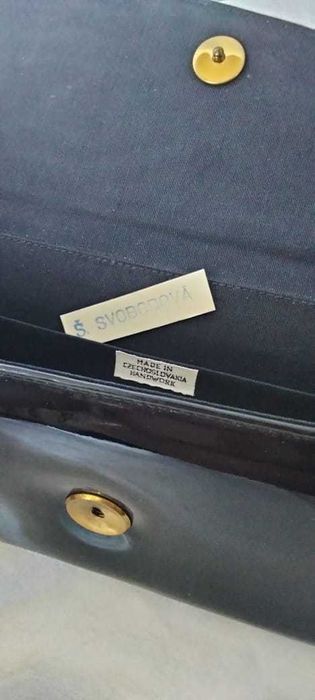 Š. SVOBODOVÁ
MADE IN
CZECHOSLOVAKIA
HANDWORK